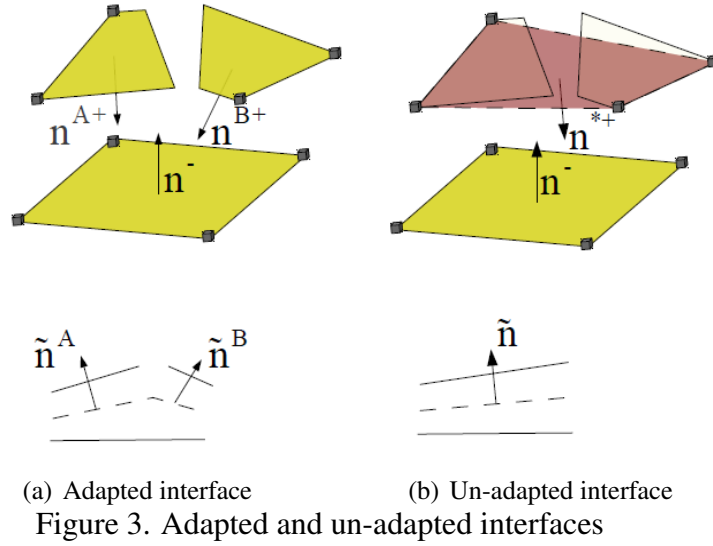 n^A+ n^B+ n^*+
n^- n^-
ñ^A ñ^B ñ
(a) Adapted interface (b) Un-adapted interface
Figure 3. Adapted and un-adapted interfaces